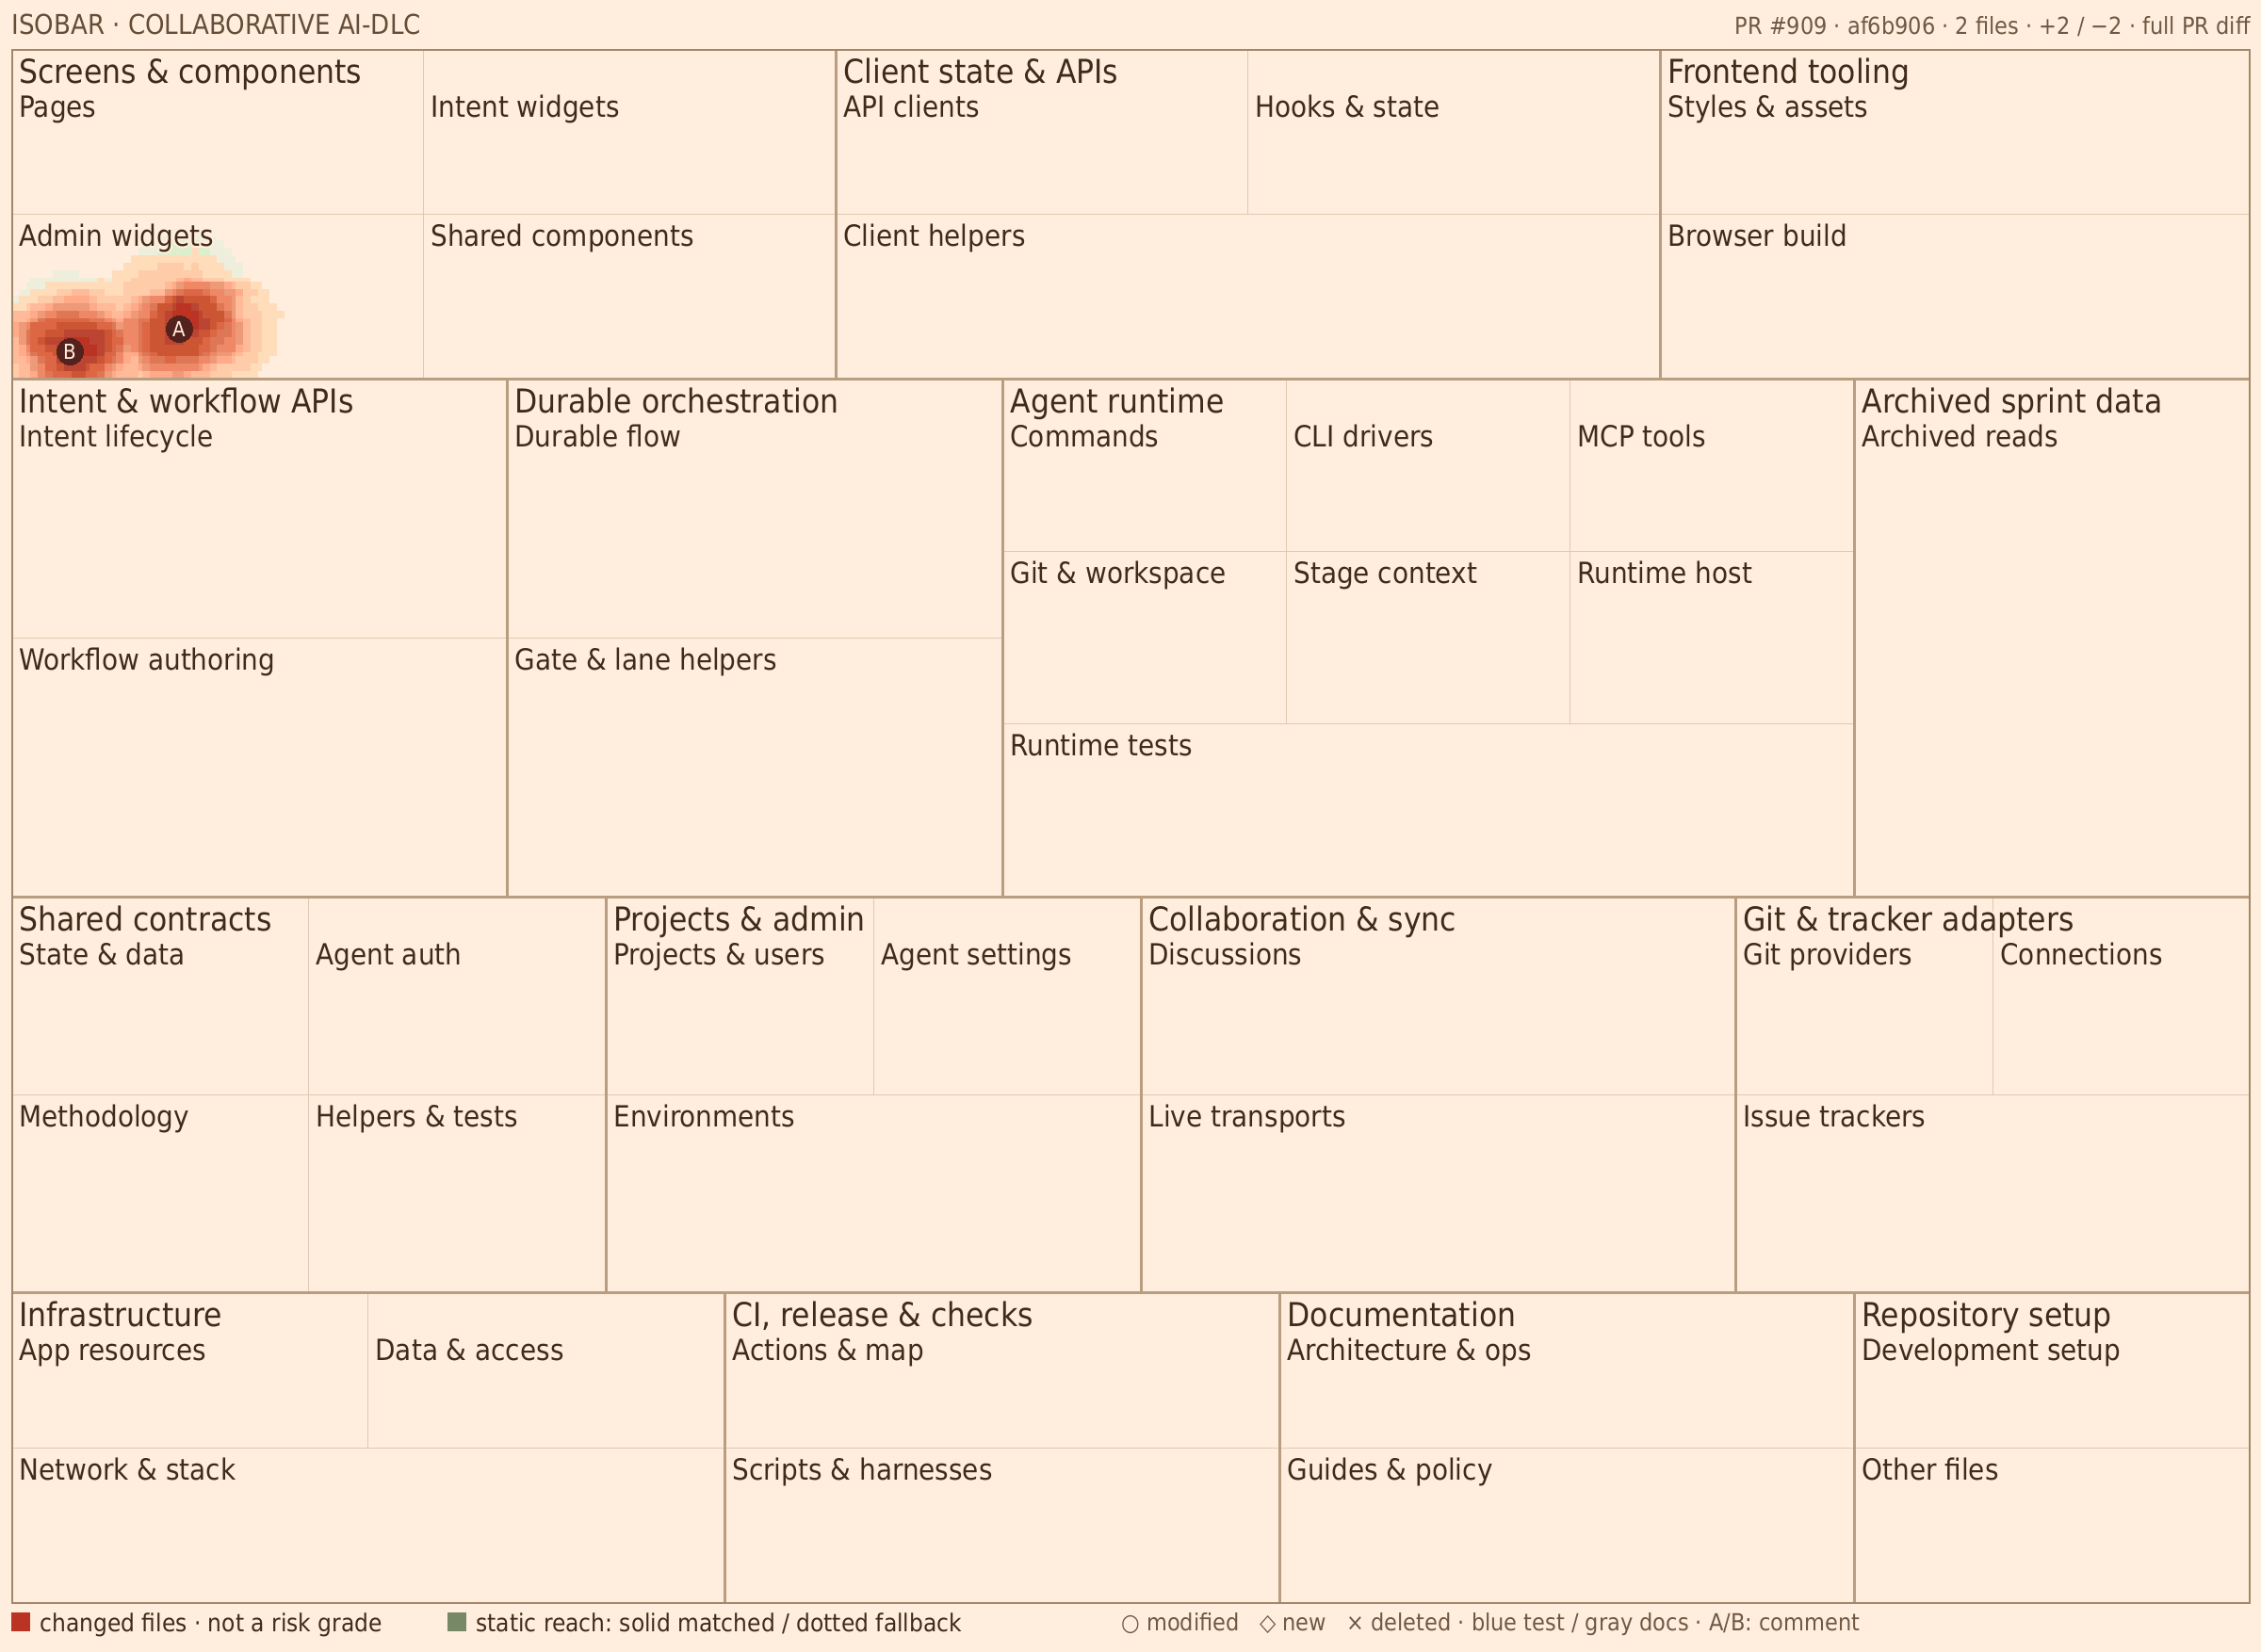 ISOBAR · COLLABORATIVE AI-DLC
PR #909 · af6b906 · 2 files · +2 / −2 · full PR diff
Screens & components
Pages
Intent widgets
Client state & APIs
API clients
Hooks & state
Frontend tooling
Styles & assets
Admin widgets
Shared components
Client helpers
Browser build
A
B
Intent & workflow APIs
Intent lifecycle
Durable orchestration
Durable flow
Agent runtime
Commands
CLI drivers
MCP tools
Archived sprint data
Archived reads
Git & workspace
Stage context
Runtime host
Workflow authoring
Gate & lane helpers
Runtime tests
Shared contracts
State & data
Agent auth
Projects & admin
Projects & users
Agent settings
Collaboration & sync
Discussions
Git & tracker adapters
Git providers
Connections
Methodology
Helpers & tests
Environments
Live transports
Issue trackers
Infrastructure
App resources
Data & access
CI, release & checks
Actions & map
Documentation
Architecture & ops
Repository setup
Development setup
Network & stack
Scripts & harnesses
Guides & policy
Other files
changed files · not a risk grade
static reach: solid matched / dotted fallback
○ modified ◇ new × deleted · blue test / gray docs · A/B: comment